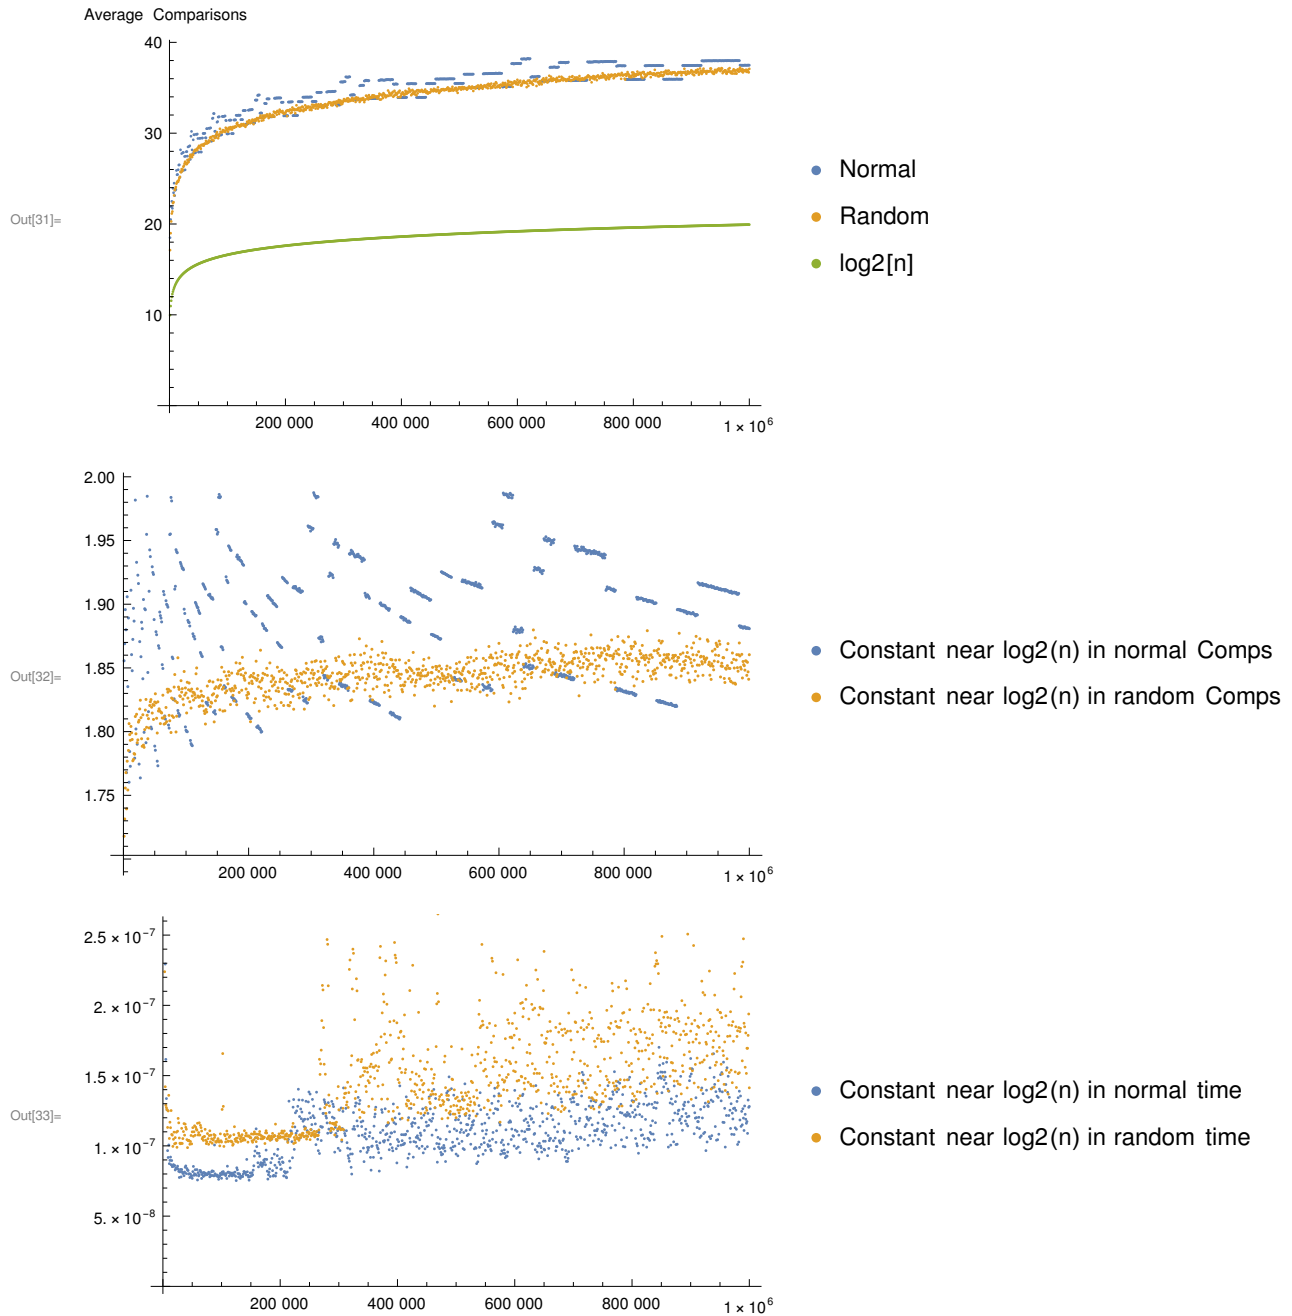 Average Comparisons
40
30
20
10
200 000 400 000 600 000 800 000 1 × 10^6
Out[31]=
Normal
Random
log2[n]
2.00
1.95
1.90
1.85
1.80
1.75
200 000 400 000 600 000 800 000 1 × 10^6
Out[32]=
Constant near log2(n) in normal Comps
Constant near log2(n) in random Comps
2.5 × 10^-7
2. × 10^-7
1.5 × 10^-7
1. × 10^-7
5. × 10^-8
200 000 400 000 600 000 800 000 1 × 10^6
Out[33]=
Constant near log2(n) in normal time
Constant near log2(n) in random time